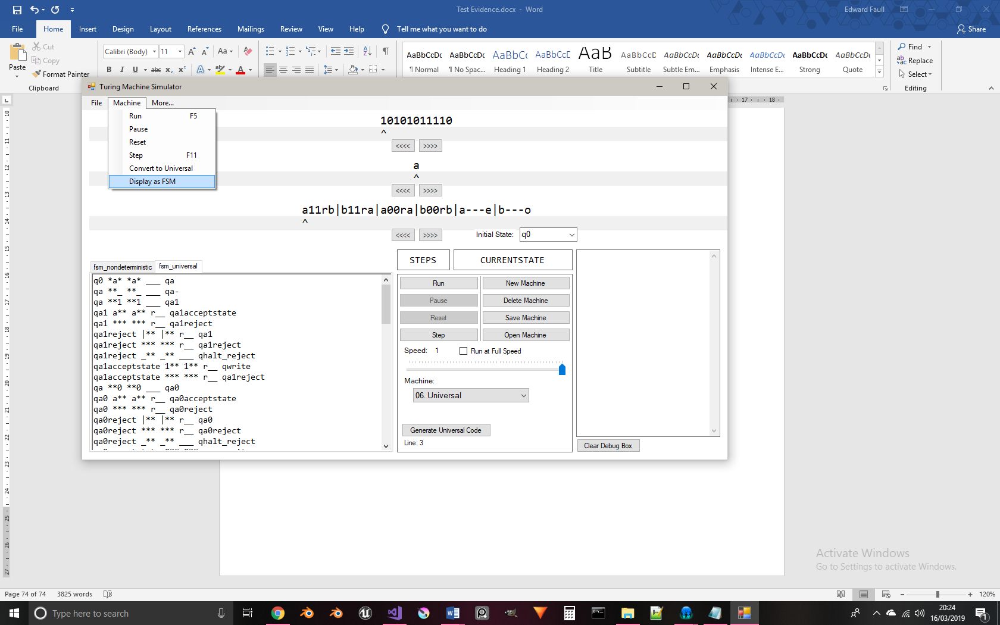 Test Evidence.docx - Word
Edward Faull
File Home Insert Design Layout References Mailings Review View Help Tell me what you want to do Share
Paste
Cut
Copy
Format Painter
Clipboard
Calibri (Body) 11
AaBbCcDc AaBbCcDc AaBbCc AaBbCcD AaB AaBbCcD AaBbCcDc AaBbCcDc AaBbCcDc AaBbCcDc AaBbCcDc
¶ Normal ¶ No Spac... Heading 1 Heading 2 Title Subtitle Subtle Em... Emphasis Intense E... Strong Quote
Find
Replace
Select
Editing
Turing Machine Simulator
File Machine More...
Run F5
Pause
Reset
Step F11
Convert to Universal
Display as FSM
10101011110
^
<<<< >>>>
a
^
<<<< >>>>
a11rb|b11ra|a00ra|b00rb|a---e|b---o
^
<<<< >>>>
Initial State: q0
fsm_nondeterministic fsm_universal
q0 *a* *a* ___ qa
qa **_ **_ ___ qa-
qa **1 **1 ___ qa1
qa1 a** a** r__ qa1acceptstate
qa1 *** *** r__ qa1reject
qa1reject |** |** r__ qa1
qa1reject *** *** r__ qa1reject
qa1reject _** _** ___ qhalt_reject
qa1acceptstate 1** 1** r__ qwrite
qa1acceptstate *** *** r__ qa1reject
qa **0 **0 ___ qa0
qa0 a** a** r__ qa0acceptstate
qa0 *** *** r__ qa0reject
qa0reject |** |** r__ qa0
qa0reject *** *** r__ qa0reject
qa0reject _** _** ___ qhalt_reject
STEPS CURRENTSTATE
Run New Machine
Pause Delete Machine
Reset Save Machine
Step Open Machine
Speed: 1 Run at Full Speed
Machine:
06. Universal
Generate Universal Code
Line: 3
Clear Debug Box
Activate Windows
Go to Settings to activate Windows.
Page 74 of 74 3825 words
120%
Type here to search
20:24
16/03/2019